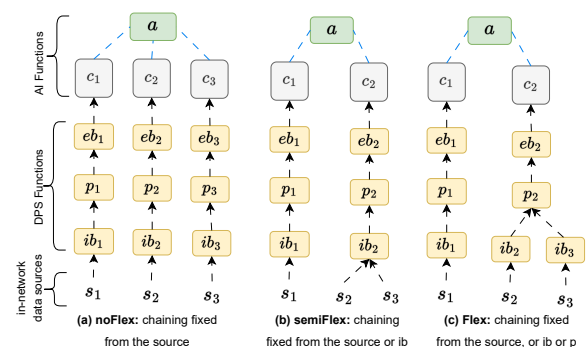 AI Functions
DPS Functions
in-network
data sources
a
c1 c2 c3
eb1 eb2 eb3
p1 p2 p3
ib1 ib2 ib3
s1 s2 s3
(a) noFlex: chaining fixed
from the source
a
c1 c2
eb1 eb2
p1 p2
ib1 ib2
s1 s2 s3
(b) semiFlex: chaining
fixed from the source or ib
a
c1 c2
eb1 eb2
p1 p2
ib1 ib2 ib3
s1 s2 s3
(c) Flex: chaining fixed
from the source, or ib or p